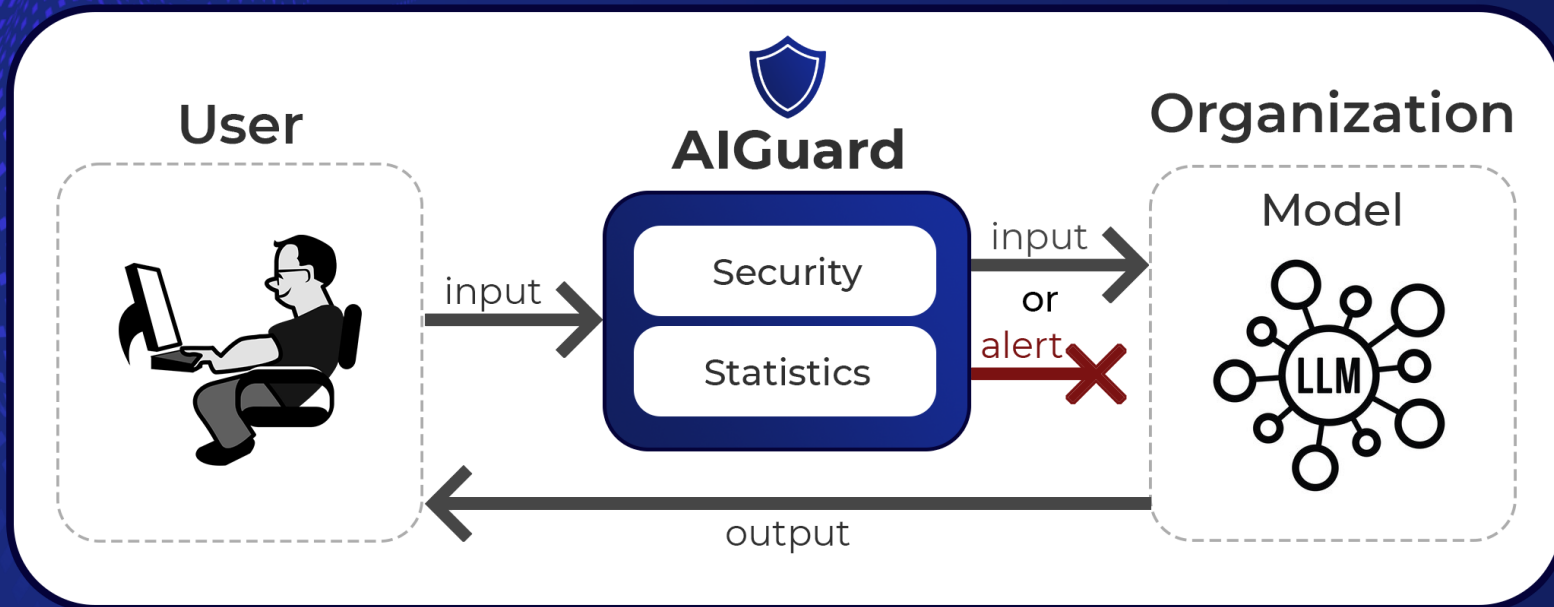 User
AIGuard
Organization
Model
input
Security
Statistics
input
or
alert
LLM
output